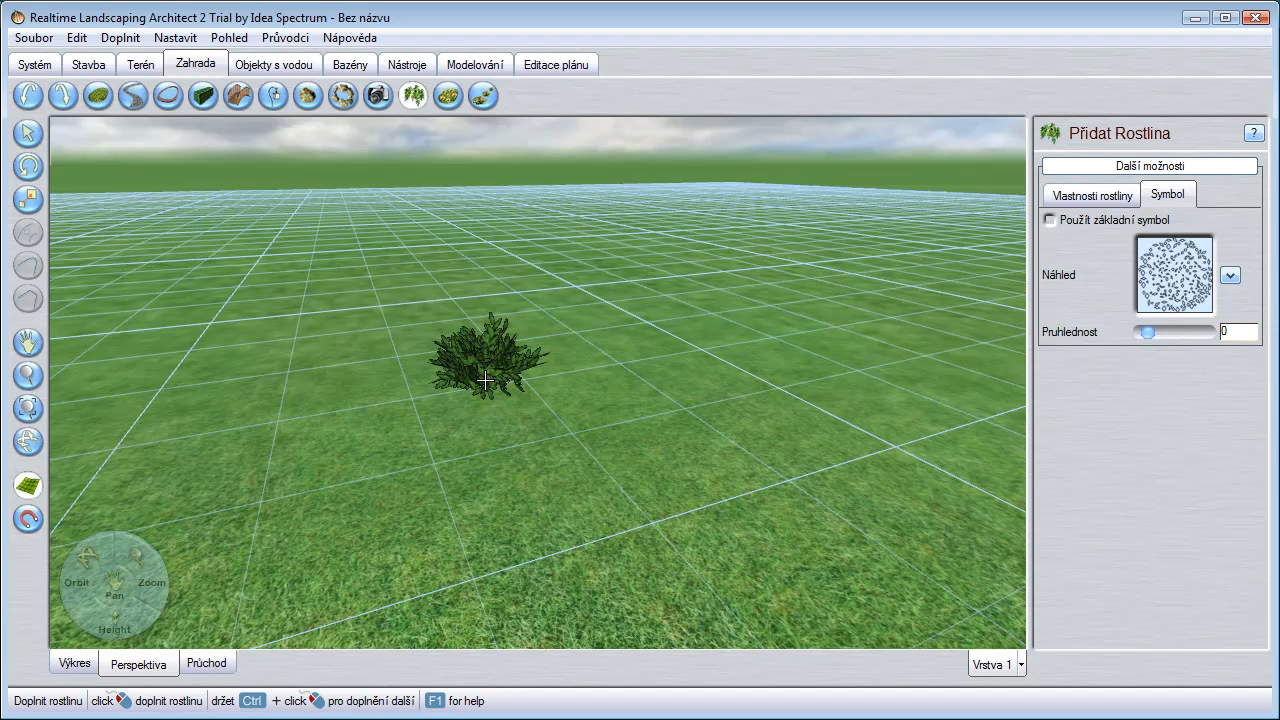 Realtime Landscaping Architect 2 Trial by Idea Spectrum - Bez názvu
Soubor Edit Doplnit Nastavit Pohled Průvodci Nápověda
Systém Stavba Terén Zahrada Objekty s vodou Bazény Nástroje Modelování Editace plánu
Přidat Rostlina ?
Další možnosti
Vlastnosti rostliny Symbol
Použít základní symbol
Náhled
Pruhlednost 0
Orbit Zoom
Pan
Height
Výkres Perspektiva Průchod Vrstva 1
Doplnit rostlinu click doplnit rostlinu držet Ctrl + click pro doplnění další F1 for help